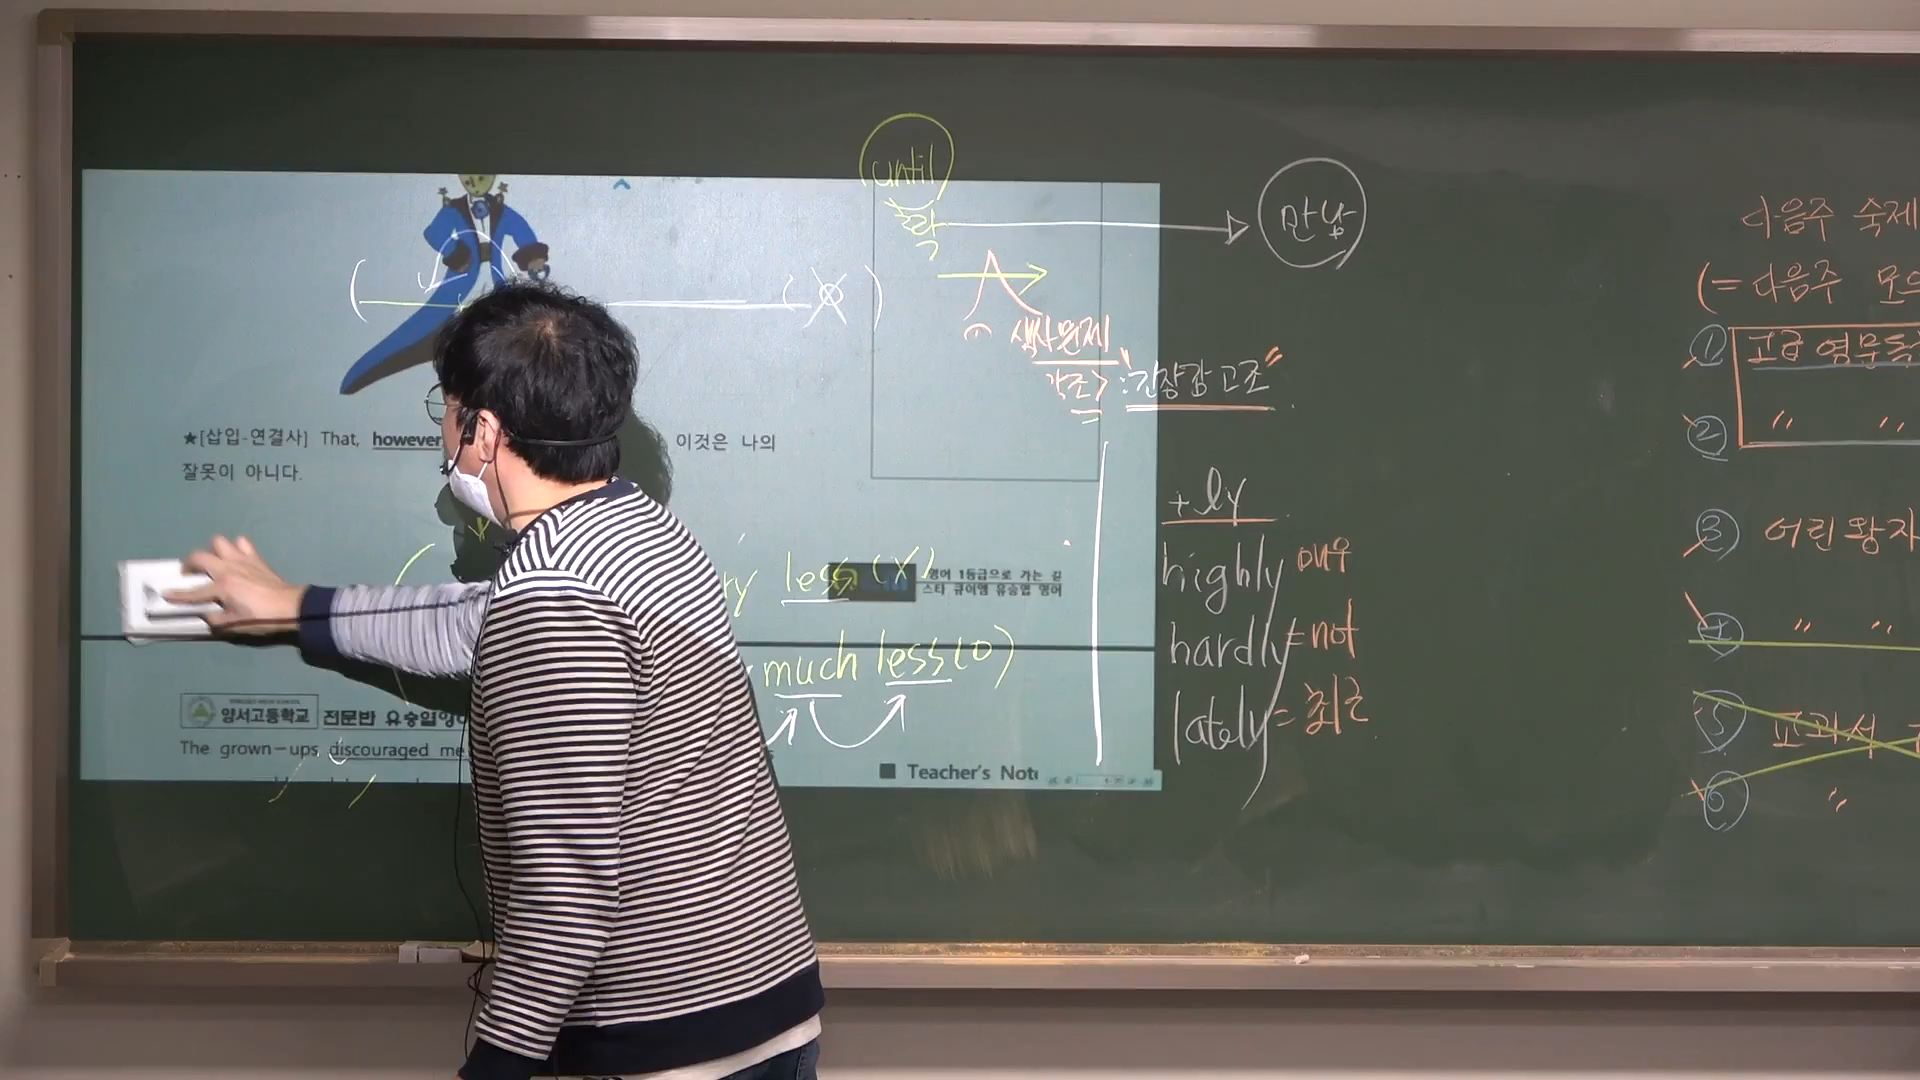 until
학
만남
( ( X ) )
생사문제
강조> : "긴장감 고조"
★[삽입-연결사] That, however, 이것은 나의
잘못이 아니다.
ry less (X)
영어 1등급으로 가는 길
스타 큐이엠 유승엽 영어
much less (O)
양서고등학교 전문반 유승엽영어
The grown-ups discouraged me
■ Teacher's Note
+ ly
highly 매우
hardly = not
lately = 최근
다음주 숙제
(= 다음주 모의
① 고급 영문독
② 〃 〃
③ 어린왕자
④ 〃 〃
⑤ 교과서
⑥ 〃